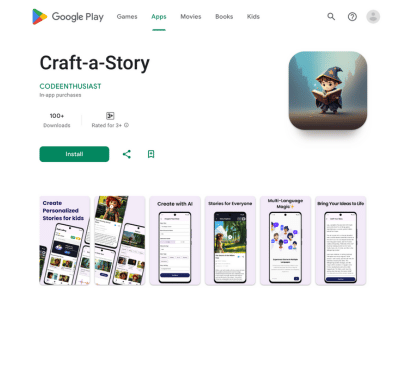 Google Play
Games
Apps
Movies
Books
Kids
Craft-a-Story
CODEENTHUSIAST
In-app purchases
100+
Downloads
3+
Rated for 3+
Install
Create
Personalized
Stories for kids
Create with AI
Stories for Everyone
Multi-Language
Magic
Bring Your Ideas to Life